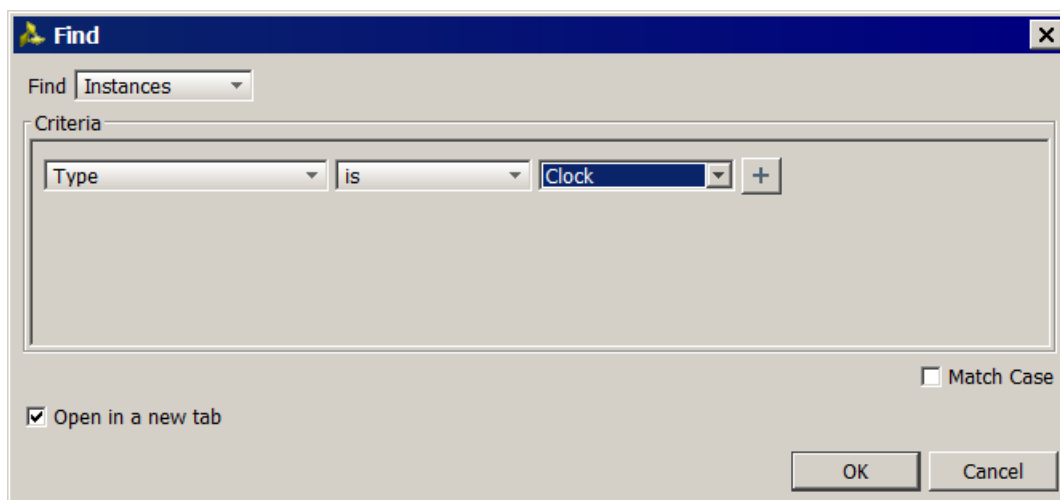 Find
Find Instances
Criteria
Type is Clock +
Match Case
Open in a new tab
OK Cancel